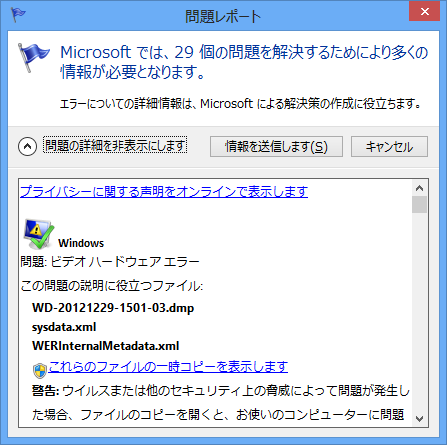 問題レポート
Microsoft では、29 個の問題を解決するためにより多くの
情報が必要となります。
エラーについての詳細情報は、Microsoft による解決策の作成に役立ちます。
問題の詳細を非表示にします
情報を送信します(S)
キャンセル
プライバシーに関する声明をオンラインで表示します
Windows
問題: ビデオ ハードウェア エラー
この問題の説明に役立つファイル:
WD-20121229-1501-03.dmp
sysdata.xml
WERInternalMetadata.xml
これらのファイルの一時コピーを表示します
警告: ウイルスまたは他のセキュリティ上の脅威によって問題が発生し
た場合、ファイルのコピーを開くと、お使いのコンピューターに問題